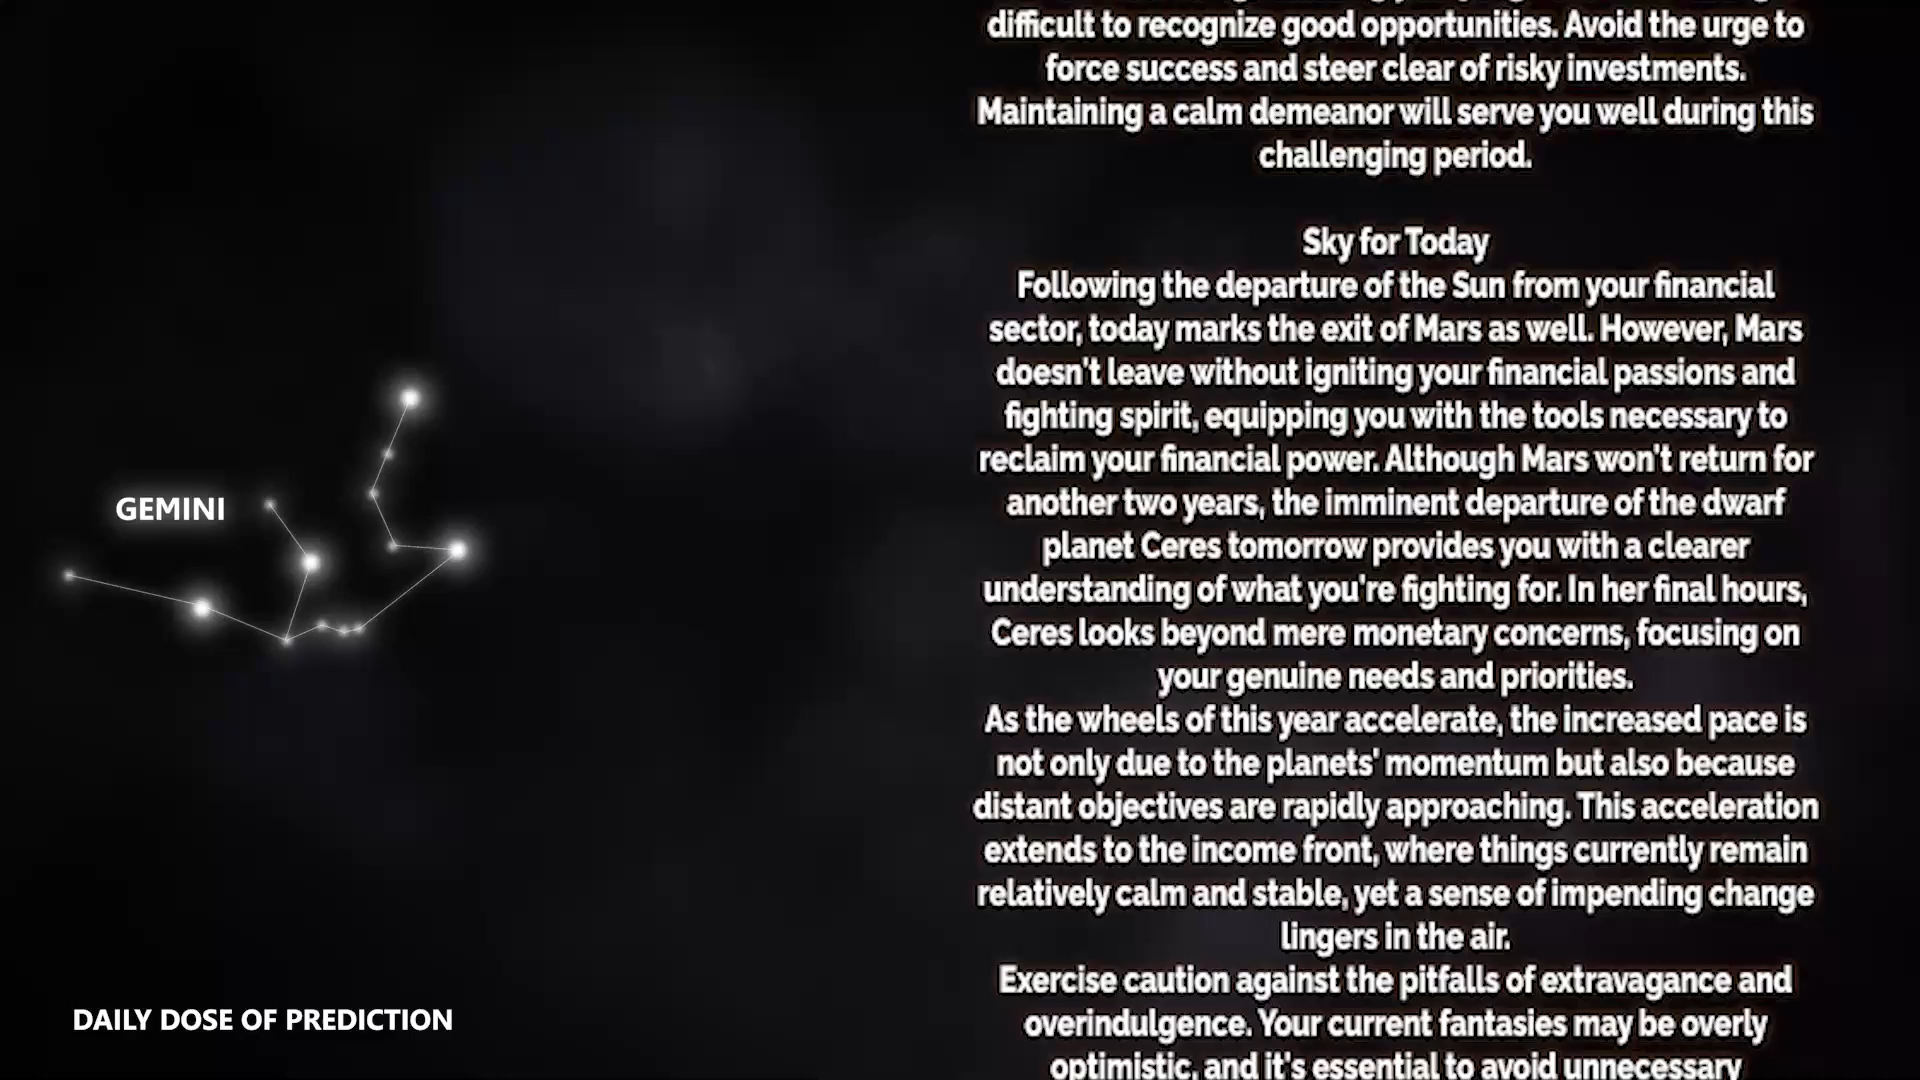 difficult to recognize good opportunities. Avoid the urge to
force success and steer clear of risky investments.
Maintaining a calm demeanor will serve you well during this
challenging period.
Sky for Today
Following the departure of the Sun from your financial
sector, today marks the exit of Mars as well. However, Mars
doesn't leave without igniting your financial passions and
fighting spirit, equipping you with the tools necessary to
reclaim your financial power. Although Mars won't return for
another two years, the imminent departure of the dwarf
planet Ceres tomorrow provides you with a clearer
understanding of what you're fighting for. In her final hours,
Ceres looks beyond mere monetary concerns, focusing on
your genuine needs and priorities.
As the wheels of this year accelerate, the increased pace is
not only due to the planets' momentum but also because
distant objectives are rapidly approaching. This acceleration
extends to the income front, where things currently remain
relatively calm and stable, yet a sense of impending change
lingers in the air.
Exercise caution against the pitfalls of extravagance and
overindulgence. Your current fantasies may be overly
optimistic, and it's essential to avoid unnecessary
GEMINI
DAILY DOSE OF PREDICTION